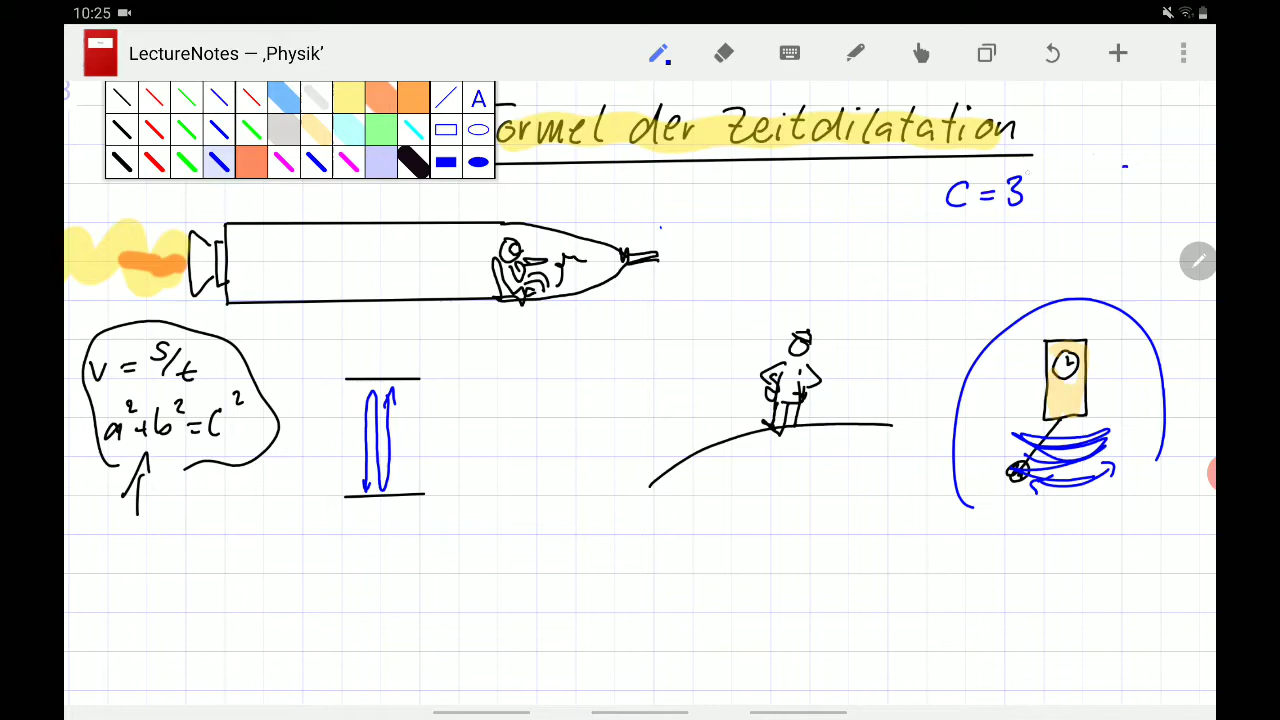 10:25
LectureNotes — ‚Physik’
A
ormel der Zeitdilatation
C = 3
v = s/t
a² + b² = c²